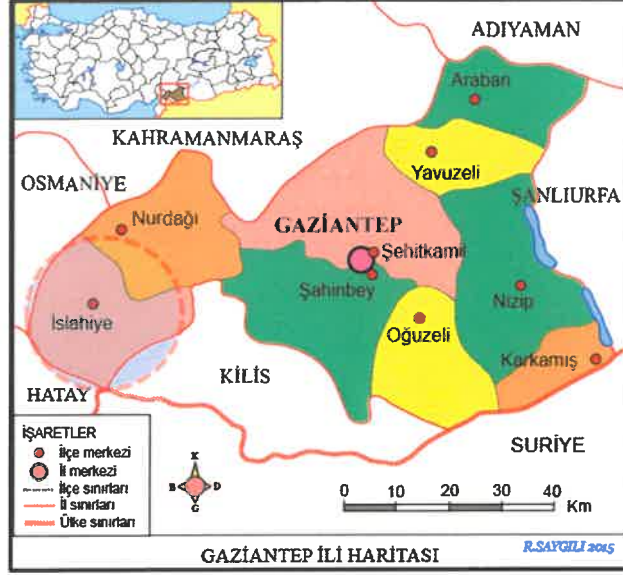 ADIYAMAN
Araban
KAHRAMANMARAŞ
Yavuzeli
OSMANİYE
ŞANLIURFA
Nurdağı
GAZİANTEP
Şehitkamil
Şahinbey
Nizip
İslahiye
Oğuzeli
Karkamış
KİLİS
HATAY
SURİYE
İŞARETLER
İlçe merkezi
İl merkezi
İlçe sınırları
İl sınırları
Ülke sınırları
K
B D
G
0 10 20 30 40
Km
GAZİANTEP İLİ HARİTASI
R.SAYGILI 2015